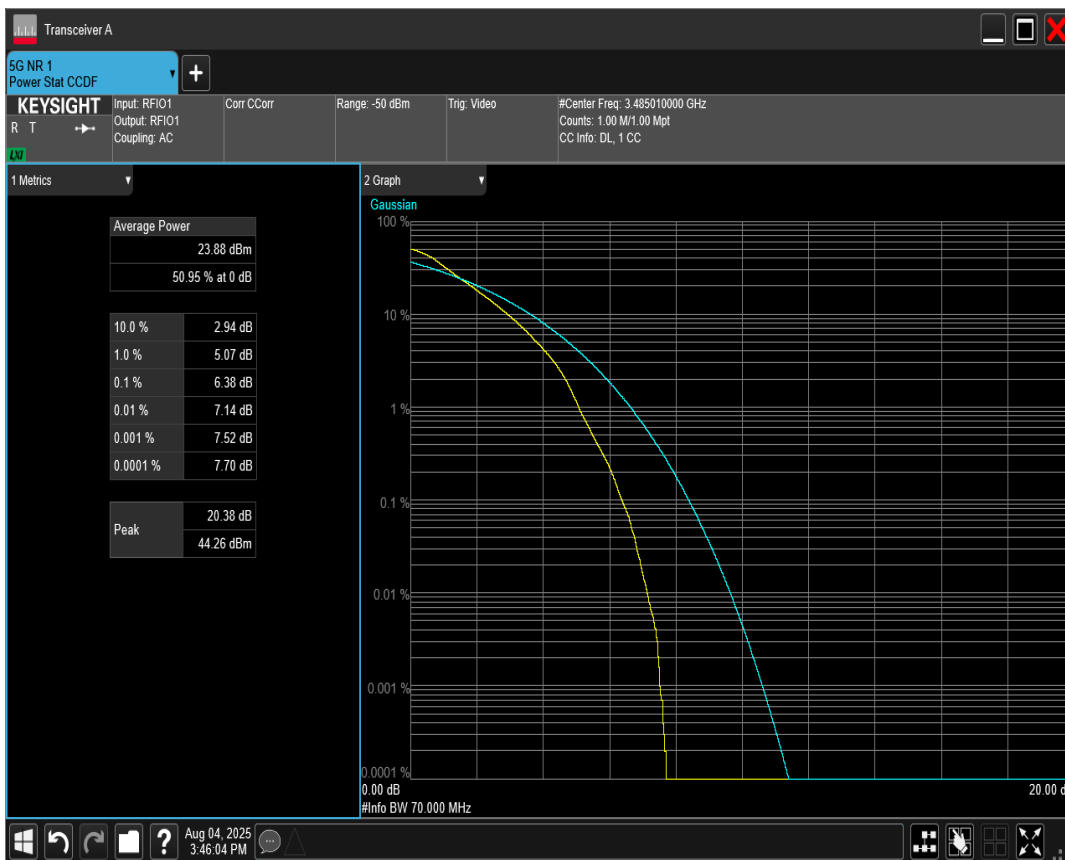 Transceiver A
5G NR 1
Power Stat CCDF
KEYSIGHT
R T
LXI
Input: RFIO1
Output: RFIO1
Coupling: AC
Corr CCorr
Range: -50 dBm
Trig: Video
#Center Freq: 3.485010000 GHz
Counts: 1.00 M/1.00 Mpt
CC Info: DL, 1 CC
1 Metrics
Average Power
23.88 dBm
50.95 % at 0 dB
10.0 % 2.94 dB
1.0 % 5.07 dB
0.1 % 6.38 dB
0.01 % 7.14 dB
0.001 % 7.52 dB
0.0001 % 7.70 dB
Peak
20.38 dB
44.26 dBm
2 Graph
Gaussian
100 %
10 %
1 %
0.1 %
0.01 %
0.001 %
0.0001 %
0.00 dB 20.00 d
#Info BW 70.000 MHz
?
Aug 04, 2025
3:46:04 PM